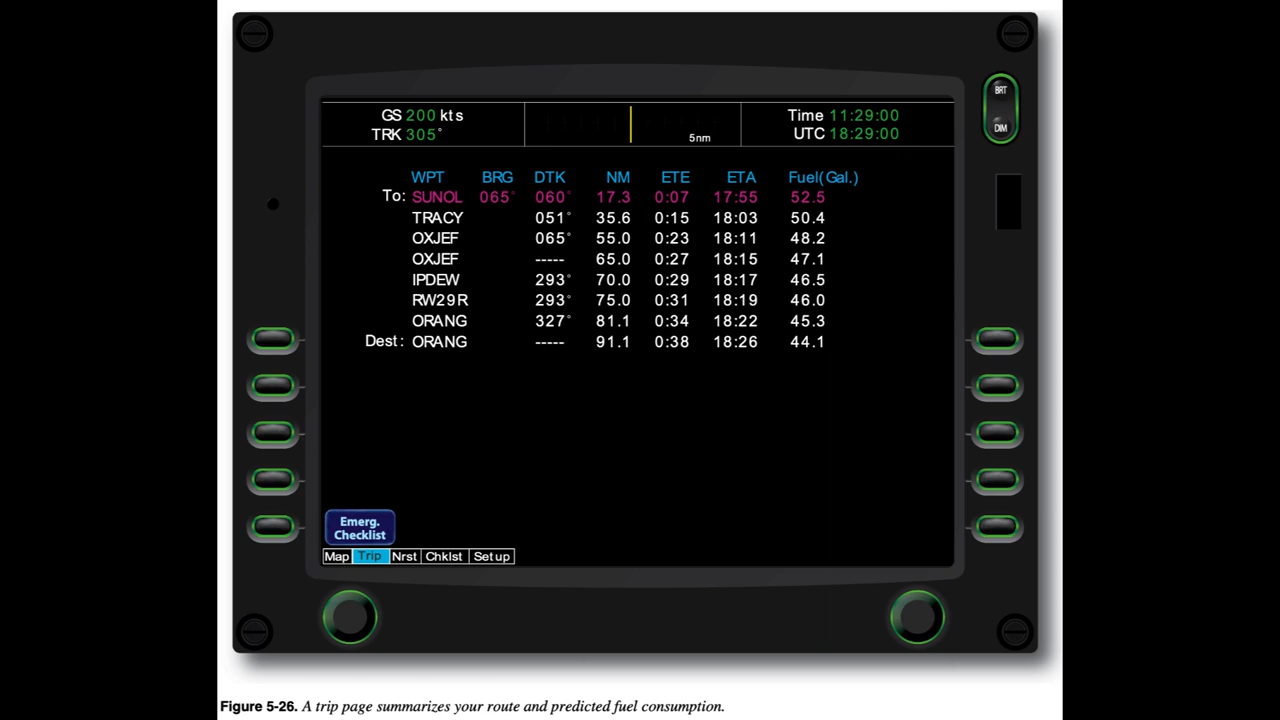 GS 200 kts
TRK 305°
5nm
Time 11:29:00
UTC 18:29:00
BRT
DIM
WPT BRG DTK NM ETE ETA Fuel(Gal.)
To: SUNOL 065° 060° 17.3 0:07 17:55 52.5
TRACY 051° 35.6 0:15 18:03 50.4
OXJEF 065° 55.0 0:23 18:11 48.2
OXJEF ----- 65.0 0:27 18:15 47.1
IPDEW 293° 70.0 0:29 18:17 46.5
RW29R 293° 75.0 0:31 18:19 46.0
ORANG 327° 81.1 0:34 18:22 45.3
Dest: ORANG ----- 91.1 0:38 18:26 44.1
Emerg.
Checklist
Map Trip Nrst Chklst Setup
Figure 5-26. A trip page summarizes your route and predicted fuel consumption.